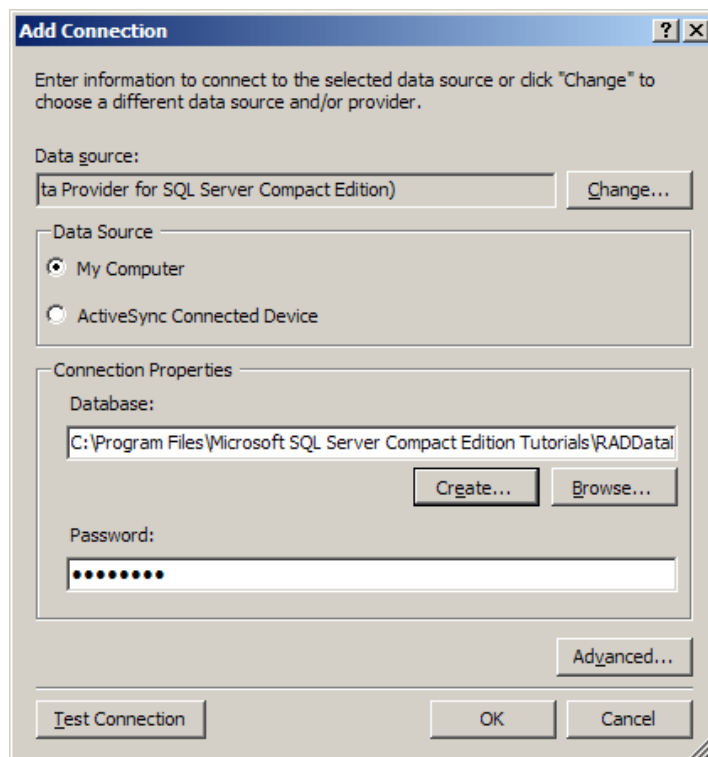 Add Connection
Enter information to connect to the selected data source or click "Change" to
choose a different data source and/or provider.
Data source:
ta Provider for SQL Server Compact Edition)
Change...
Data Source
My Computer
ActiveSync Connected Device
Connection Properties
Database:
C:\Program Files\Microsoft SQL Server Compact Edition Tutorials\RADDatal
Create...
Browse...
Password:
Advanced...
Test Connection
OK
Cancel